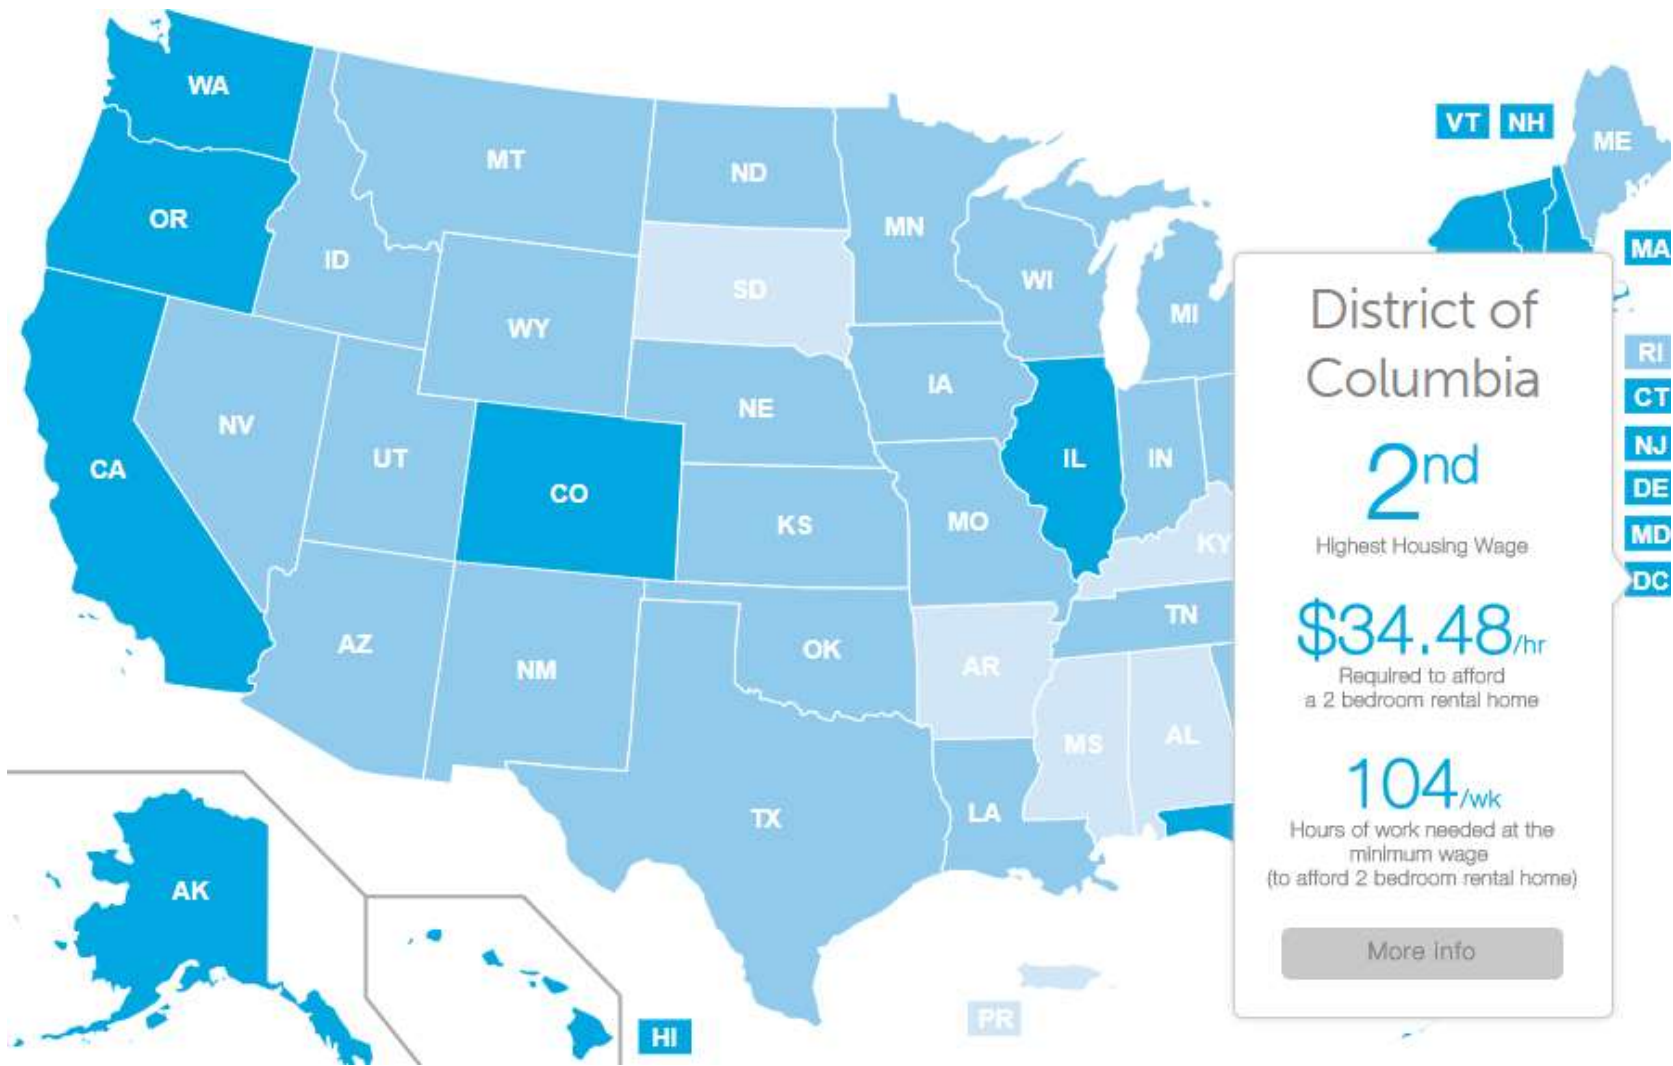 WA
MT
ND
VT NH
ME
OR
MN
ID
SD
WI
MA
WY
MI
RI
NV
UT
CO
NE
IA
IL
IN
CT
CA
KS
MO
NJ
DE
KY
MD
DC
AZ
NM
OK
TN
AR
MS
AL
TX
LA
AK
HI
PR
District of
Columbia
2nd
Highest Housing Wage
$34.48/hr
Required to afford
a 2 bedroom rental home
104/wk
Hours of work needed at the
minimum wage
(to afford 2 bedroom rental home)
More info